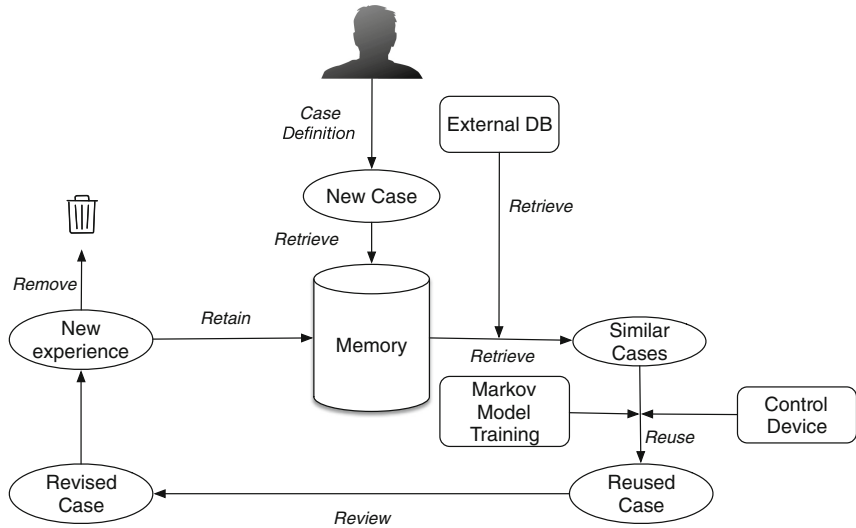 Case
Definition
External DB
New Case
Retrieve
Retrieve
Remove
New
experience
Retain
Memory
Retrieve
Similar
Cases
Markov
Model
Training
Control
Device
Reuse
Revised
Case
Reused
Case
Review